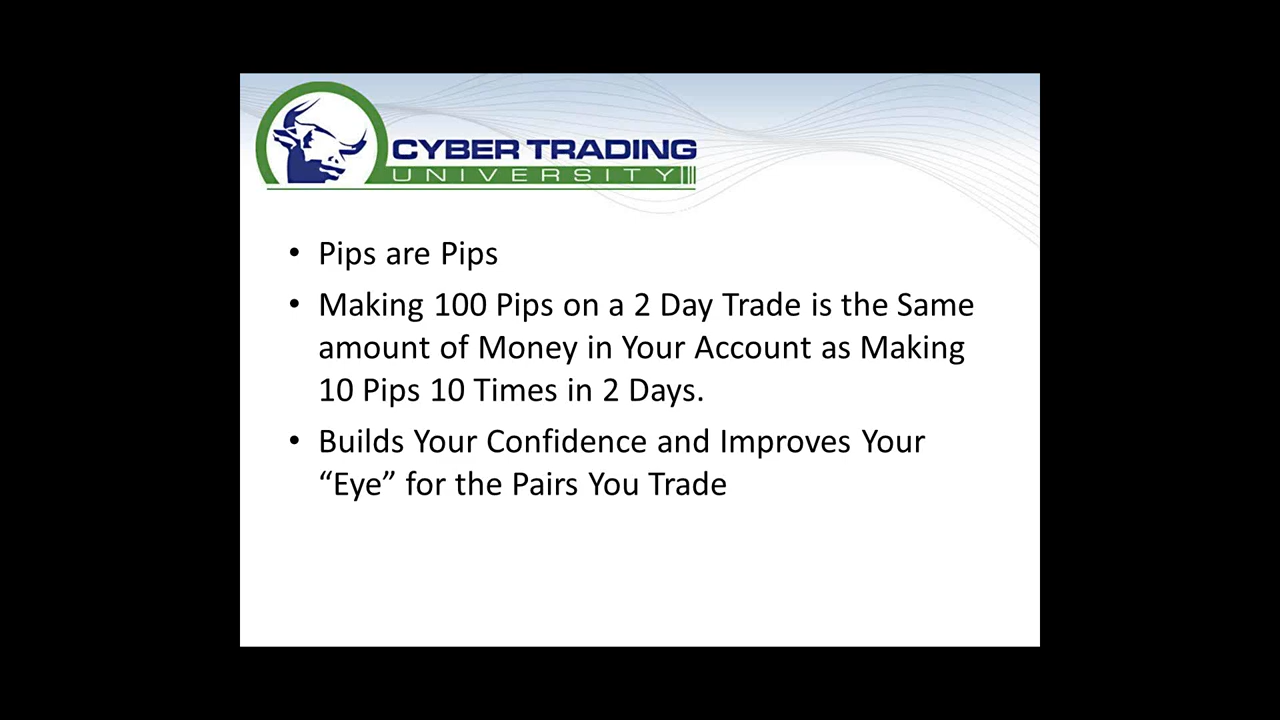 CYBER TRADING
UNIVERSITY
• Pips are Pips
• Making 100 Pips on a 2 Day Trade is the Same
amount of Money in Your Account as Making
10 Pips 10 Times in 2 Days.
• Builds Your Confidence and Improves Your
“Eye” for the Pairs You Trade